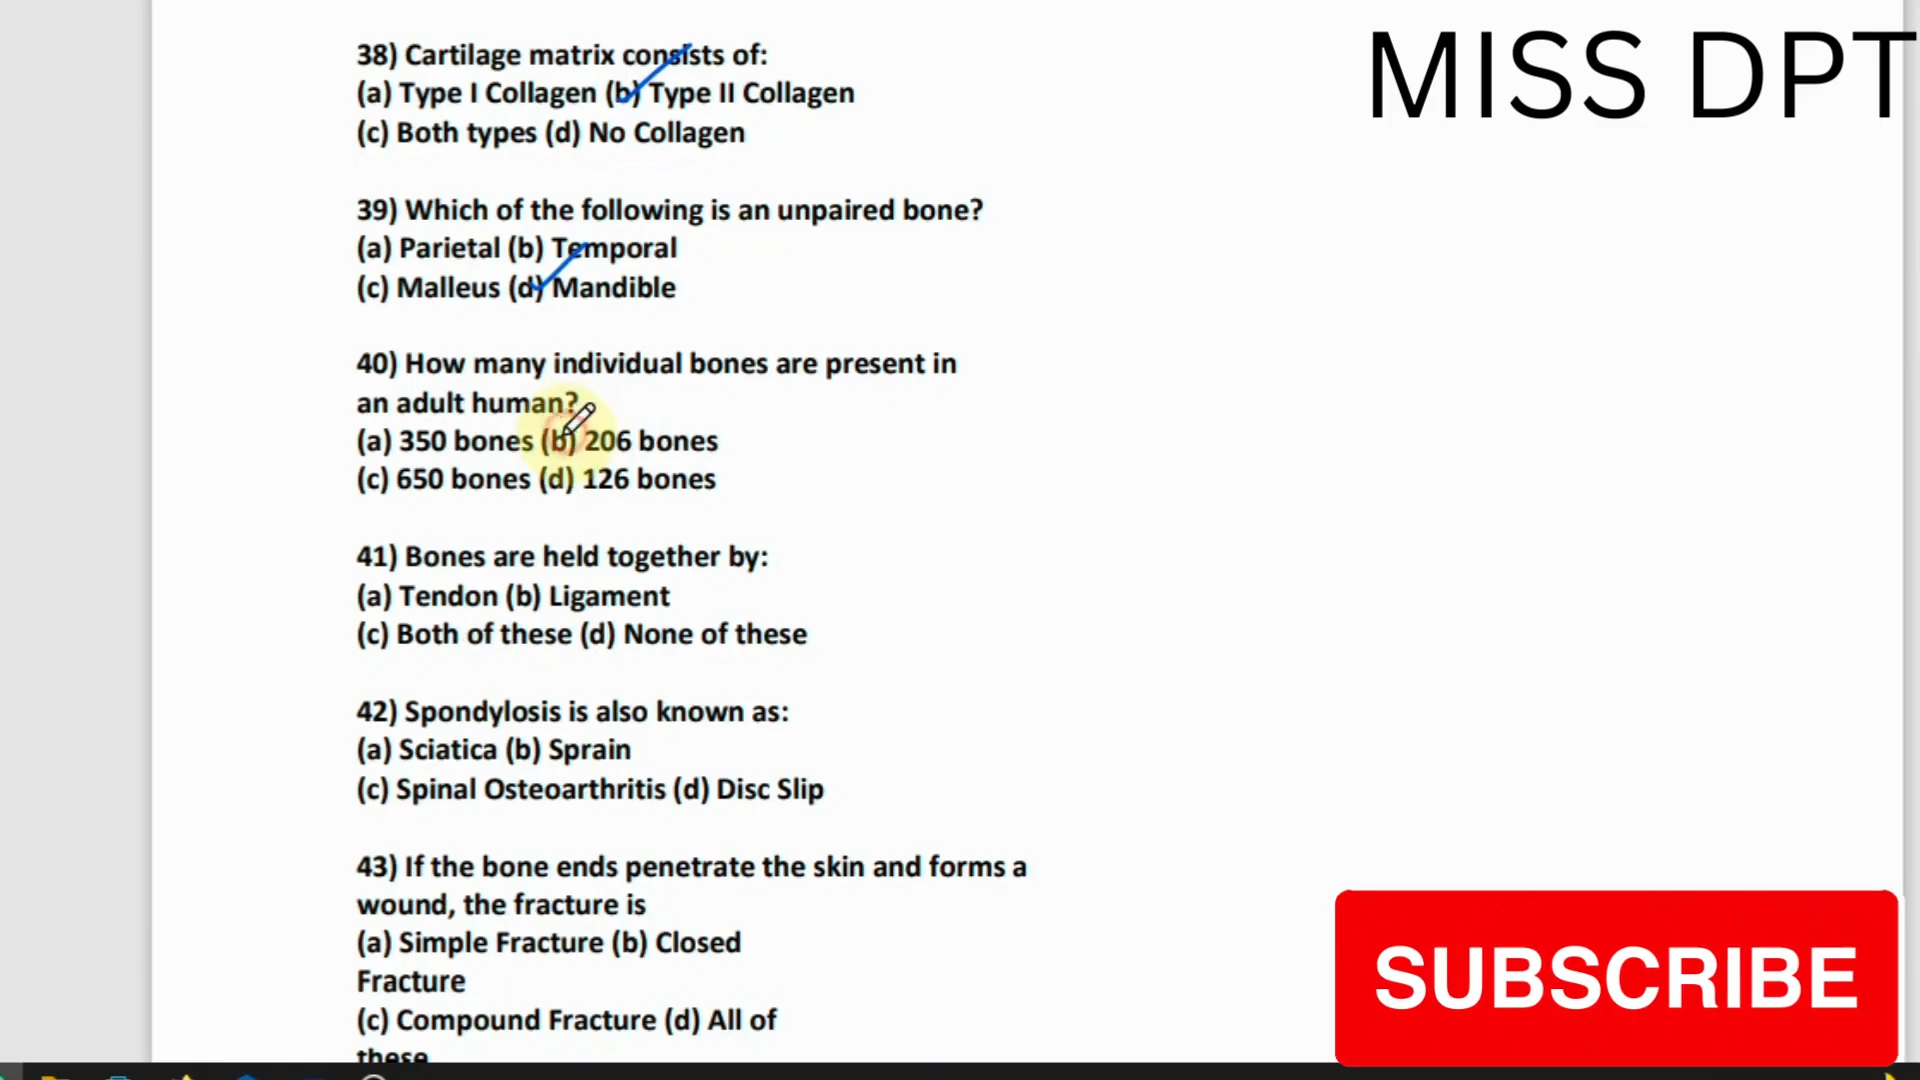 MISS DPT
38) Cartilage matrix consists of:
(a) Type I Collagen (b) Type II Collagen
(c) Both types (d) No Collagen
39) Which of the following is an unpaired bone?
(a) Parietal (b) Temporal
(c) Malleus (d) Mandible
40) How many individual bones are present in
an adult human?
(a) 350 bones (b) 206 bones
(c) 650 bones (d) 126 bones
41) Bones are held together by:
(a) Tendon (b) Ligament
(c) Both of these (d) None of these
42) Spondylosis is also known as:
(a) Sciatica (b) Sprain
(c) Spinal Osteoarthritis (d) Disc Slip
43) If the bone ends penetrate the skin and forms a
wound, the fracture is
(a) Simple Fracture (b) Closed
Fracture
(c) Compound Fracture (d) All of
these
SUBSCRIBE